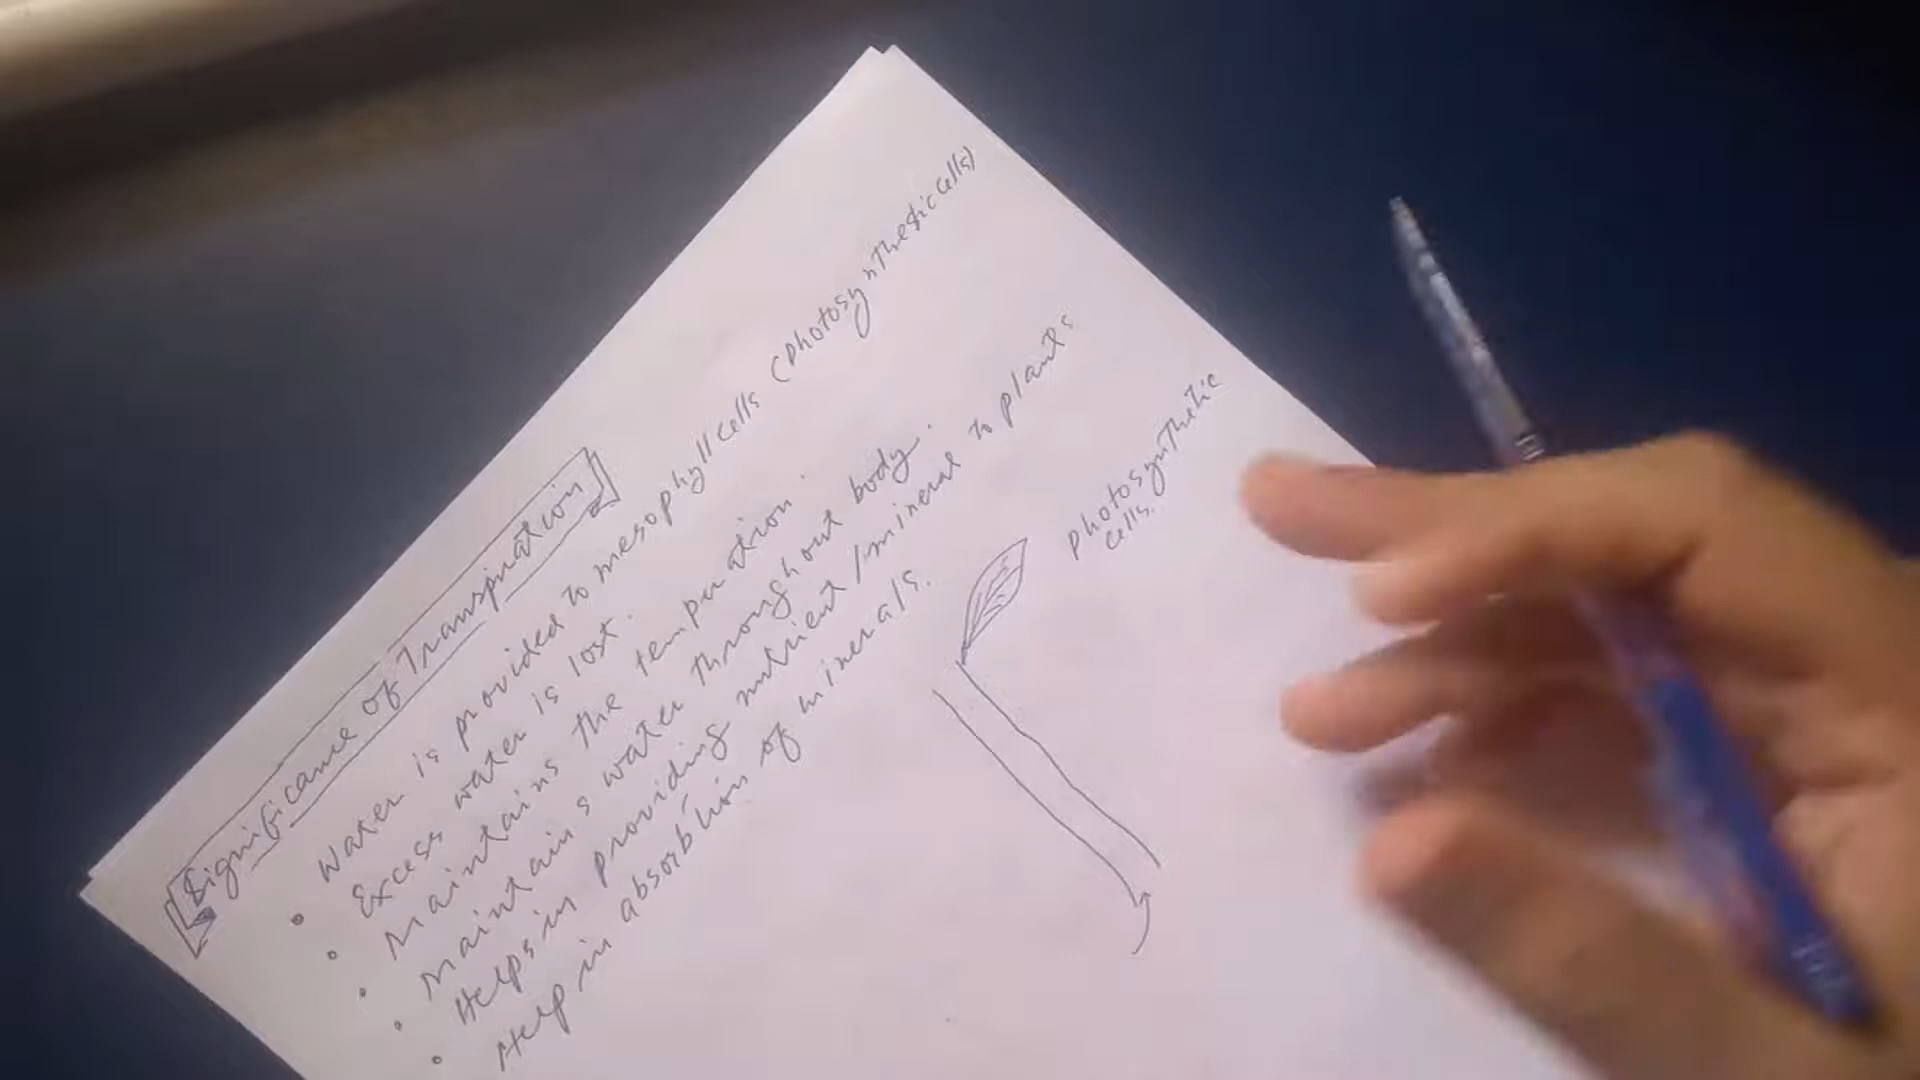 Significance of Transpiration
Water is provided to mesophyll cells (Photosynthetic cells)
Excess water is lost.
Maintains the temperation.
Maintains water throughout body.
Helps in providing nutrient/mineral to plants
Help in absorbtion of minerals.
Photosynthetic
cells.